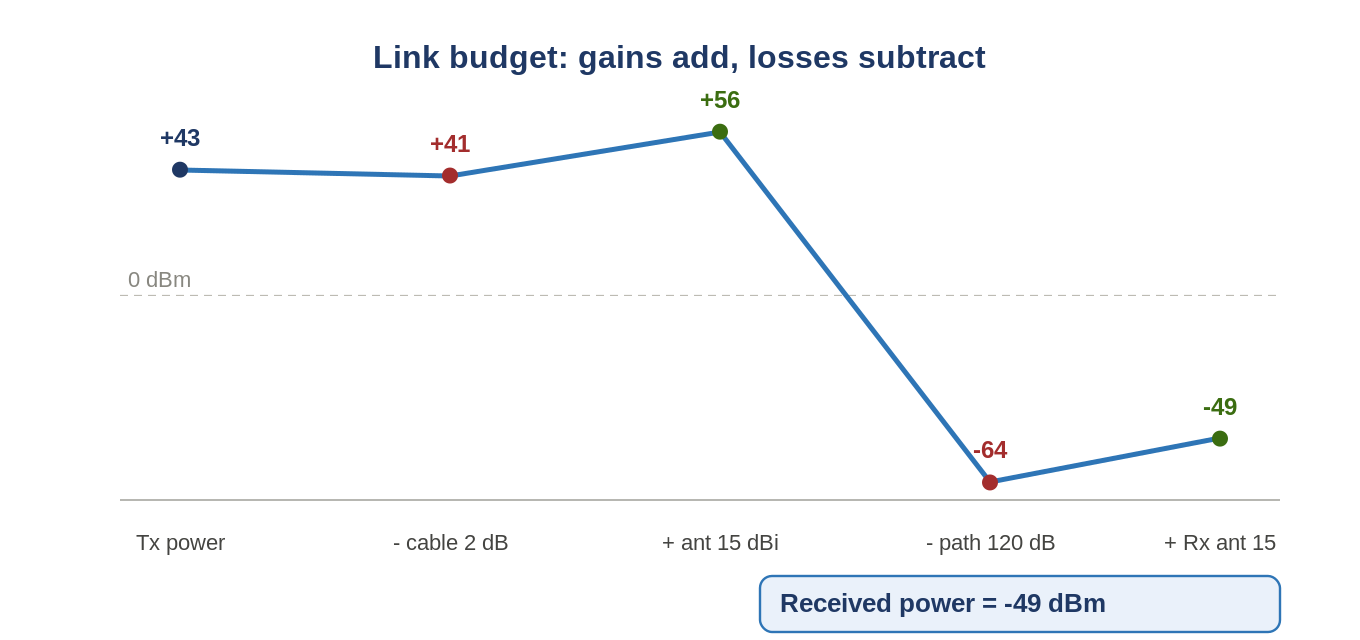 Link budget: gains add, losses subtract
+56
+43
+41
0 dBm
-49
-64
Tx power
- cable 2 dB
+ ant 15 dBi
- path 120 dB
+ Rx ant 15
Received power = -49 dBm